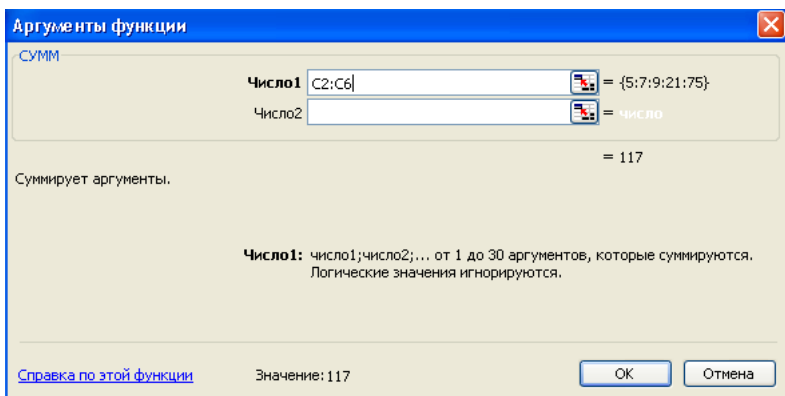 Аргументы функции
СУММ
Число1 C2:C6 = {5:7:9:21:75}
Число2 = число
= 117
Суммирует аргументы.
Число1: число1;число2;... от 1 до 30 аргументов, которые суммируются.
Логические значения игнорируются.
Справка по этой функции Значение:117 OK Отмена